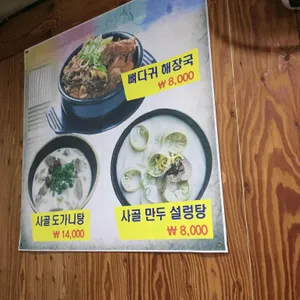 뼈다귀 해장국
₩ 8,000
사골 도가니탕
₩ 14,000
사골 만두 설렁탕
₩ 8,000